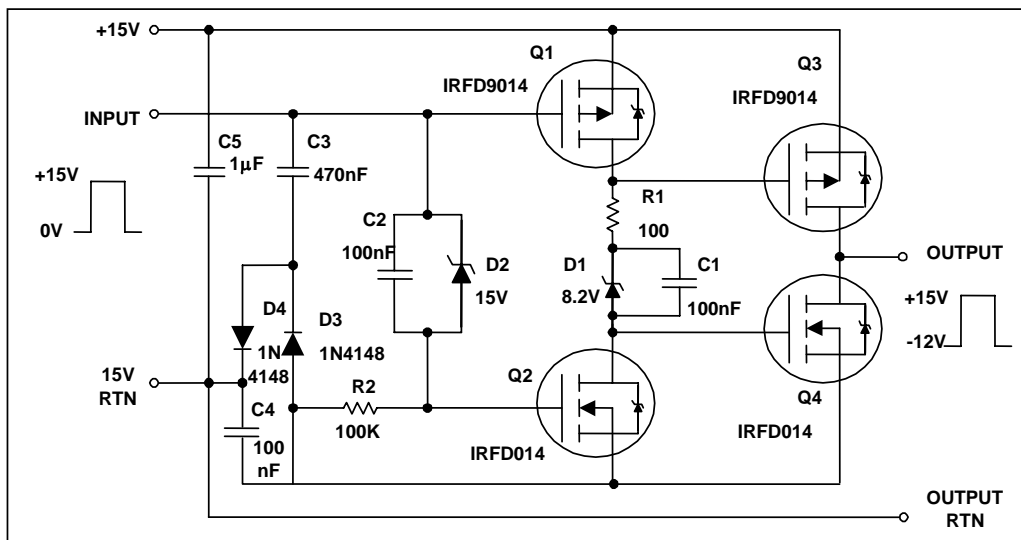 +15V
Q1
Q3
IRFD9014
IRFD9014
INPUT
C5
1µF
C3
470nF
+15V
0V
R1
100
C2
100nF
D2
15V
D1
8.2V
C1
100nF
OUTPUT
+15V
-12V
D4
1N
4148
D3
1N4148
15V
RTN
R2
100K
Q2
IRFD014
Q4
IRFD014
C4
100
nF
OUTPUT
RTN